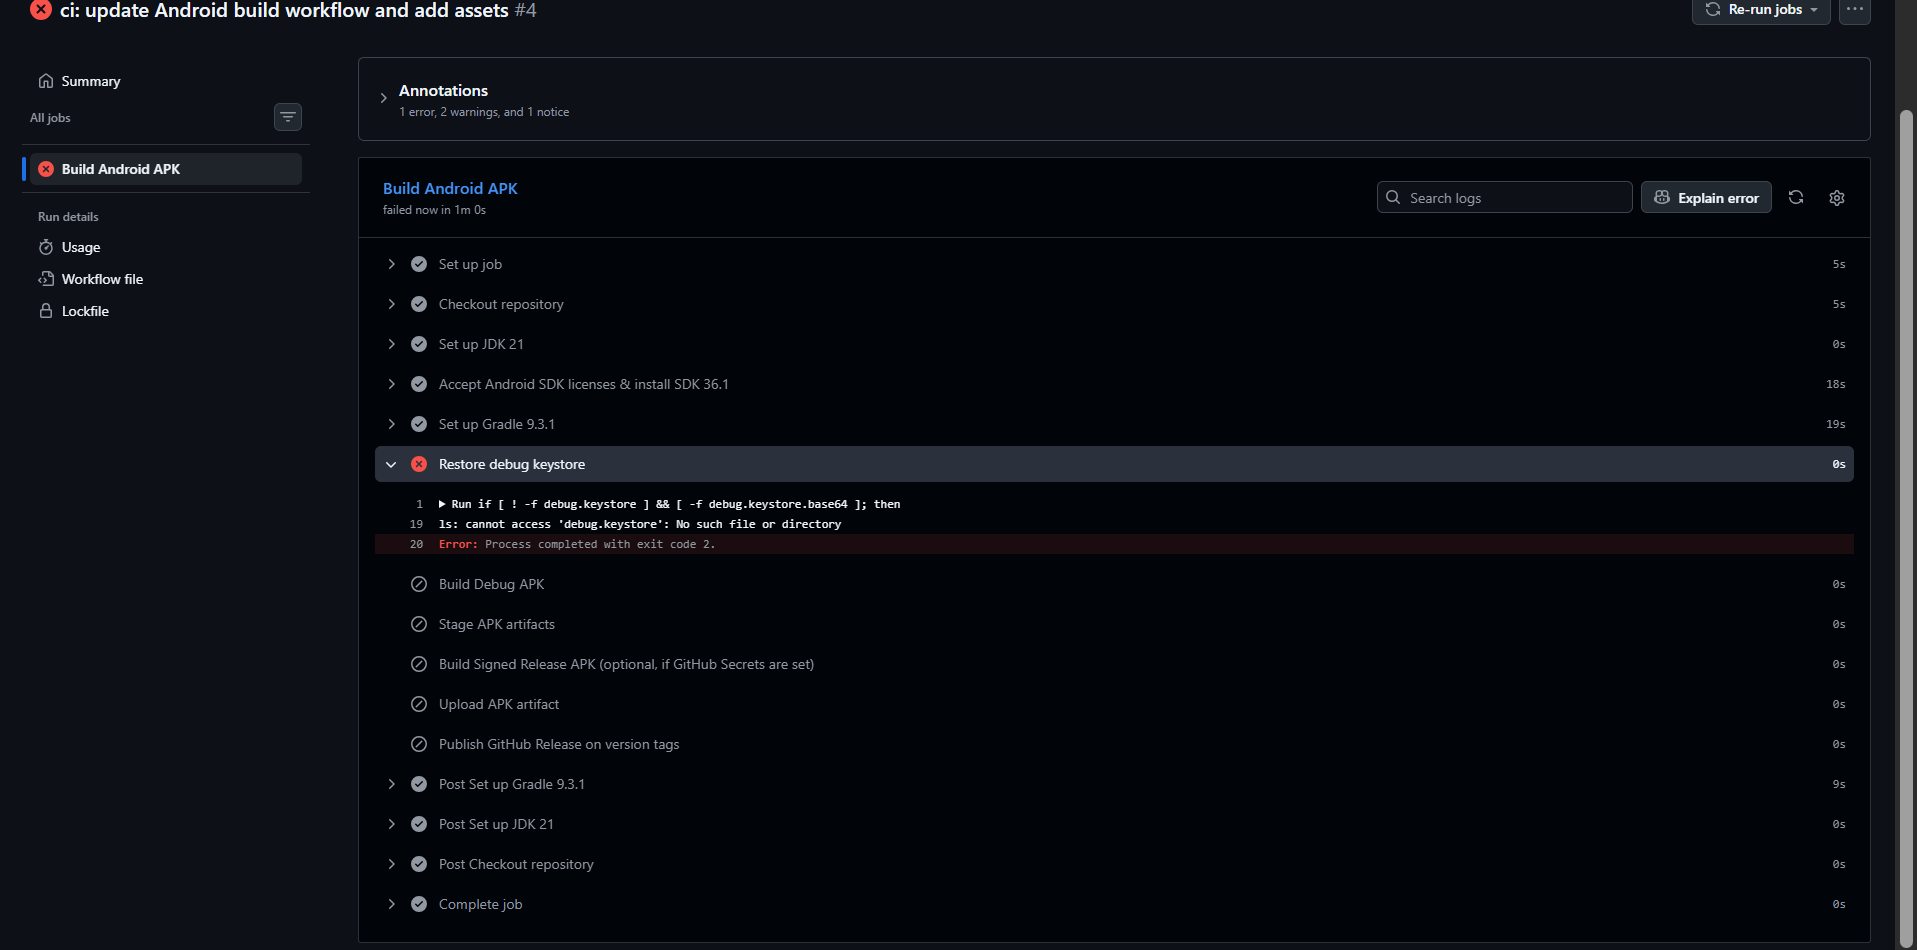 ci: update Android build workflow and add assets #4
Re-run jobs
Summary
All jobs
Build Android APK
Run details
Usage
Workflow file
Lockfile
Annotations
1 error, 2 warnings, and 1 notice
Build Android APK
failed now in 1m 0s
Search logs
Explain error
Set up job 5s
Checkout repository 5s
Set up JDK 21 0s
Accept Android SDK licenses & install SDK 36.1 18s
Set up Gradle 9.3.1 19s
Restore debug keystore 0s
1 Run if [ ! -f debug.keystore ] && [ -f debug.keystore.base64 ]; then
19 ls: cannot access 'debug.keystore': No such file or directory
20 Error: Process completed with exit code 2.
Build Debug APK 0s
Stage APK artifacts 0s
Build Signed Release APK (optional, if GitHub Secrets are set) 0s
Upload APK artifact 0s
Publish GitHub Release on version tags 0s
Post Set up Gradle 9.3.1 9s
Post Set up JDK 21 0s
Post Checkout repository 0s
Complete job 0s